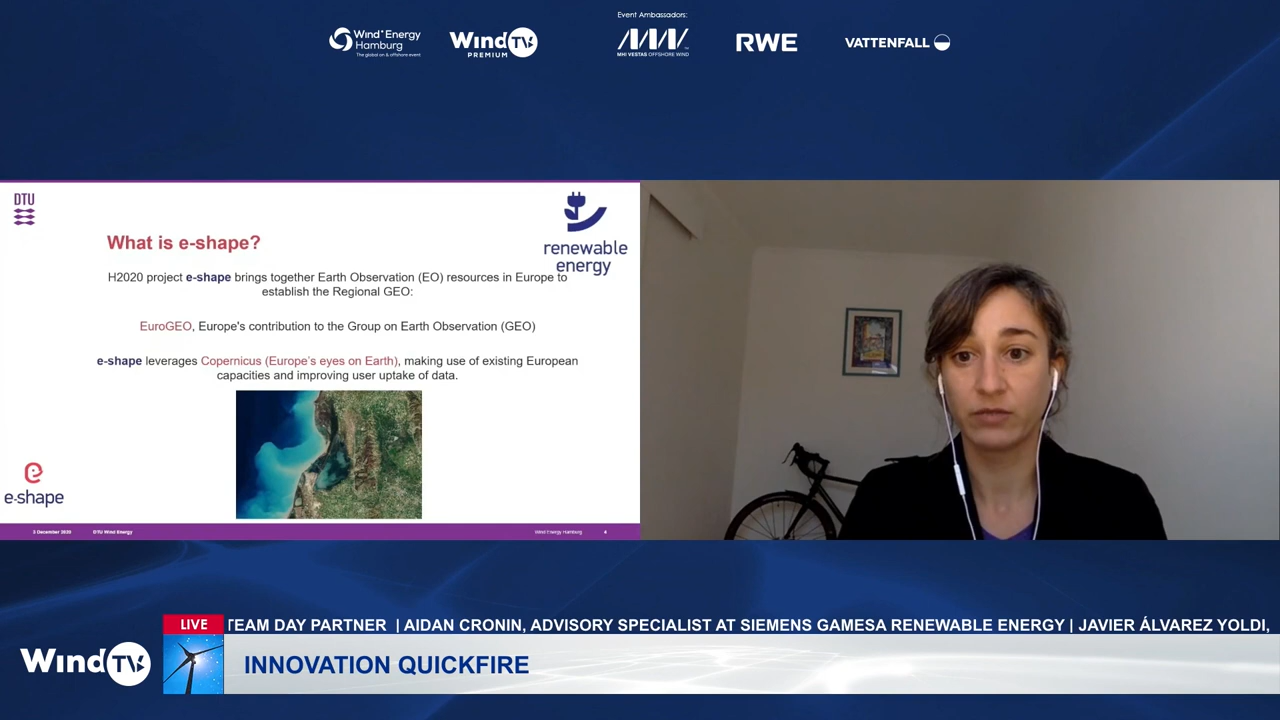 Event Ambassadors:
Wind Energy
Hamburg
The global on & offshore event
WindTV
PREMIUM
MHI VESTAS OFFSHORE WIND
RWE
VATTENFALL
DTU
renewable
energy
What is e-shape?
H2020 project e-shape brings together Earth Observation (EO) resources in Europe to
establish the Regional GEO:
EuroGEO, Europe's contribution to the Group on Earth Observation (GEO)
e-shape leverages Copernicus (Europe's eyes on Earth), making use of existing European
capacities and improving user uptake of data.
e-shape
3 December 2020 DTU Wind Energy Wind Energy Hamburg 4
LIVE
TEAM DAY PARTNER | AIDAN CRONIN, ADVISORY SPECIALIST AT SIEMENS GAMESA RENEWABLE ENERGY | JAVIER ÁLVAREZ YOLDI,
WindTV
INNOVATION QUICKFIRE